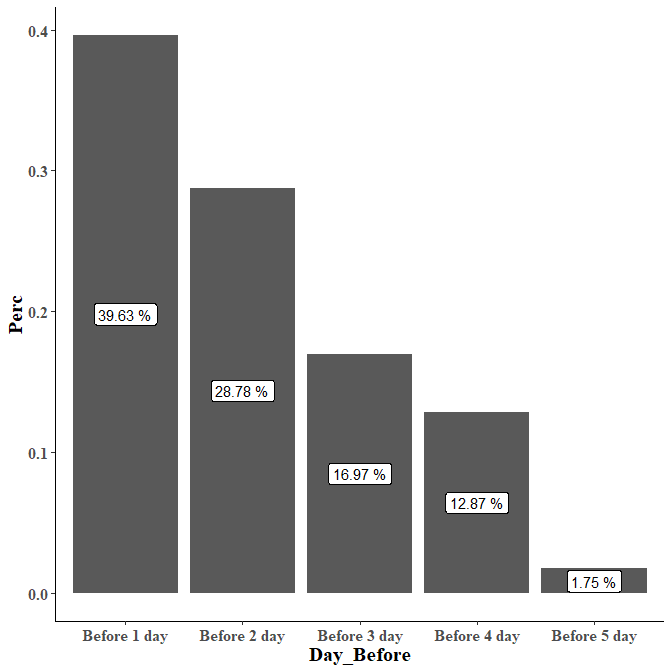 0.4
0.3
0.2
0.1
0.0
Perc
39.63 %
28.78 %
16.97 %
12.87 %
1.75 %
Before 1 day
Before 2 day
Before 3 day
Before 4 day
Before 5 day
Day_Before